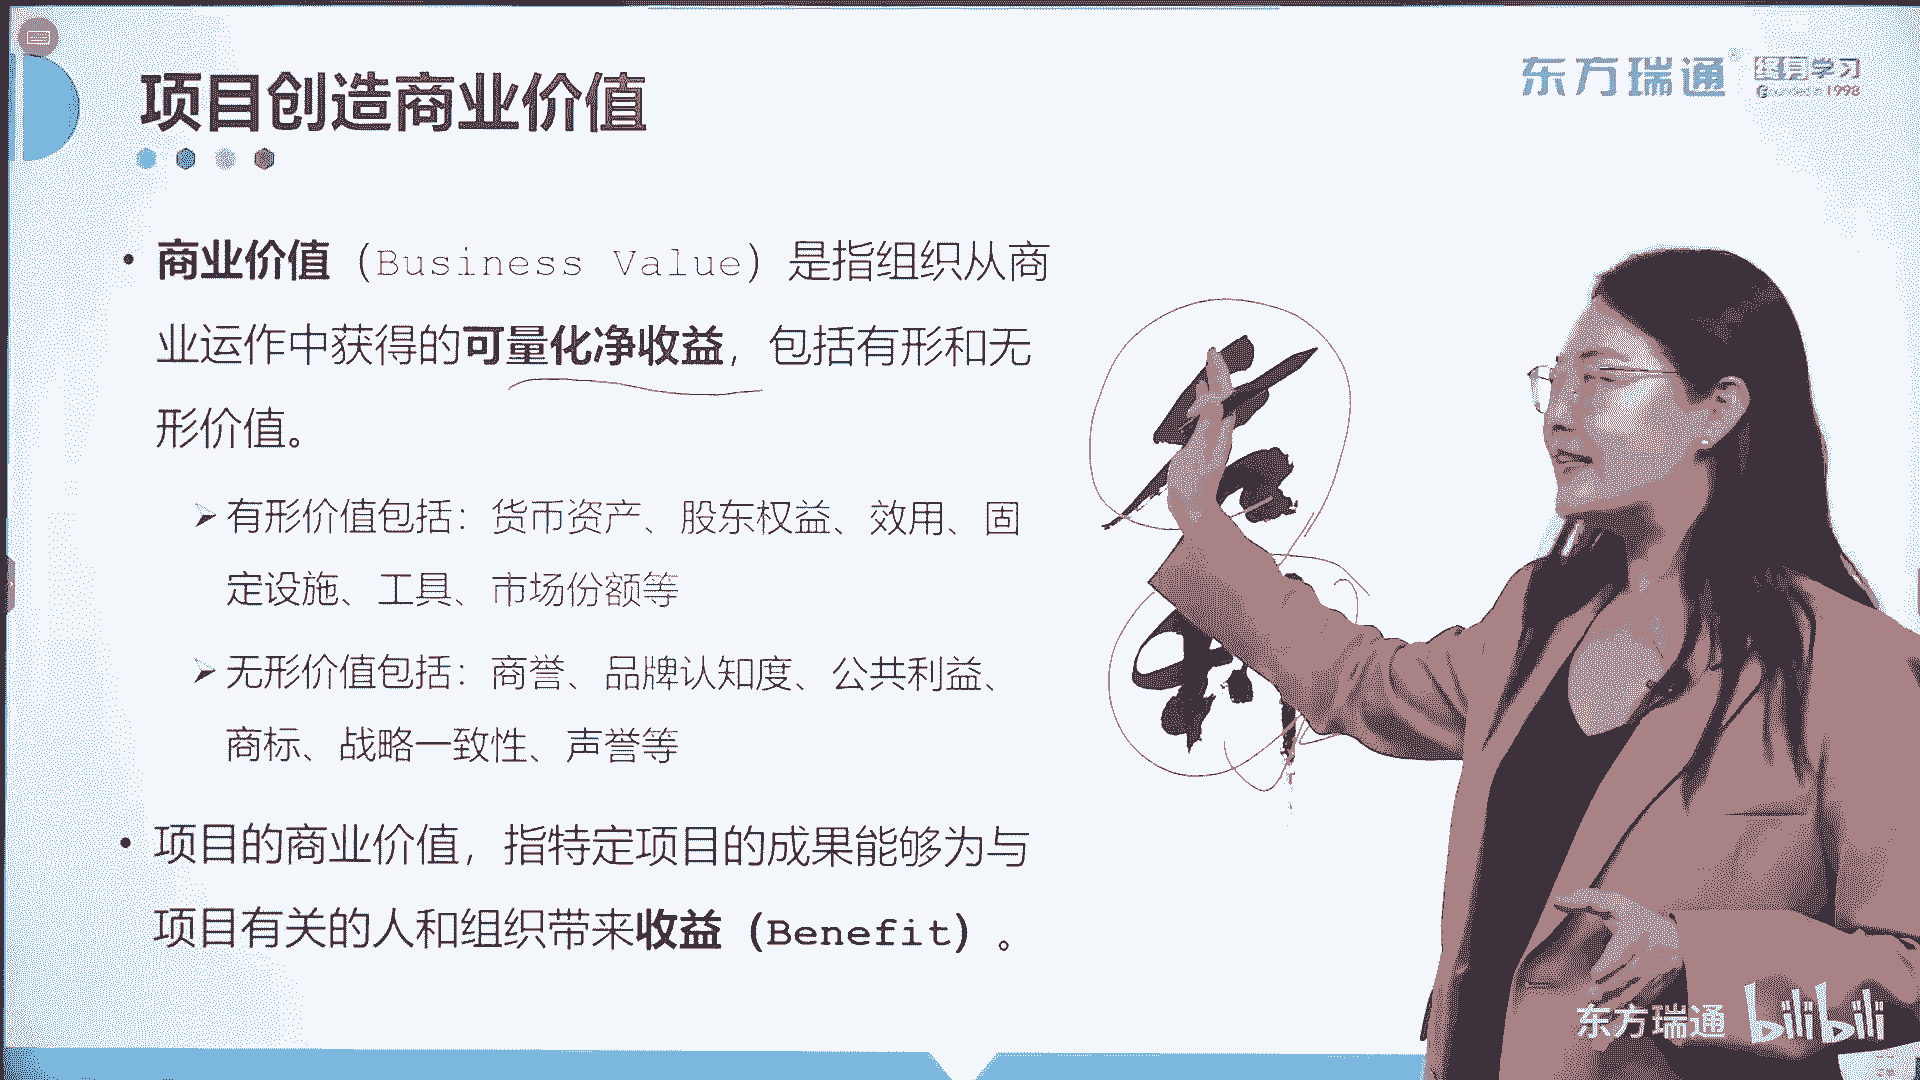 项目创造商业价值
东方瑞通
终身学习
1998
• 商业价值（Business Value）是指组织从商
业运作中获得的可量化净收益，包括有形和无
形价值。
有形价值包括：货币资产、股东权益、效用、固
定设施、工具、市场份额等
无形价值包括：商誉、品牌认知度、公共利益、
商标、战略一致性、声誉等
• 项目的商业价值，指特定项目的成果能够为与
项目有关的人和组织带来收益（Benefit）。
东方瑞通 bilibili